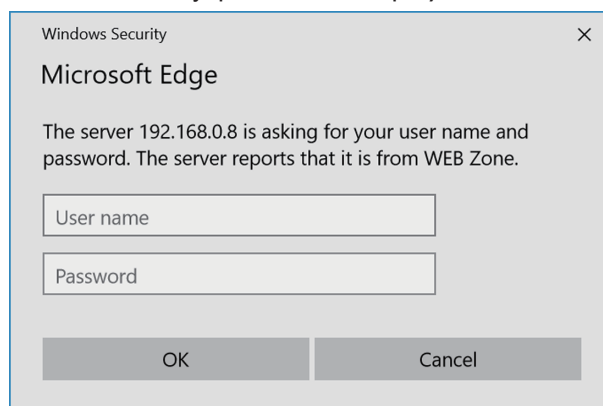 Windows Security
Microsoft Edge
The server 192.168.0.8 is asking for your user name and
password. The server reports that it is from WEB Zone.
User name
Password
OK
Cancel